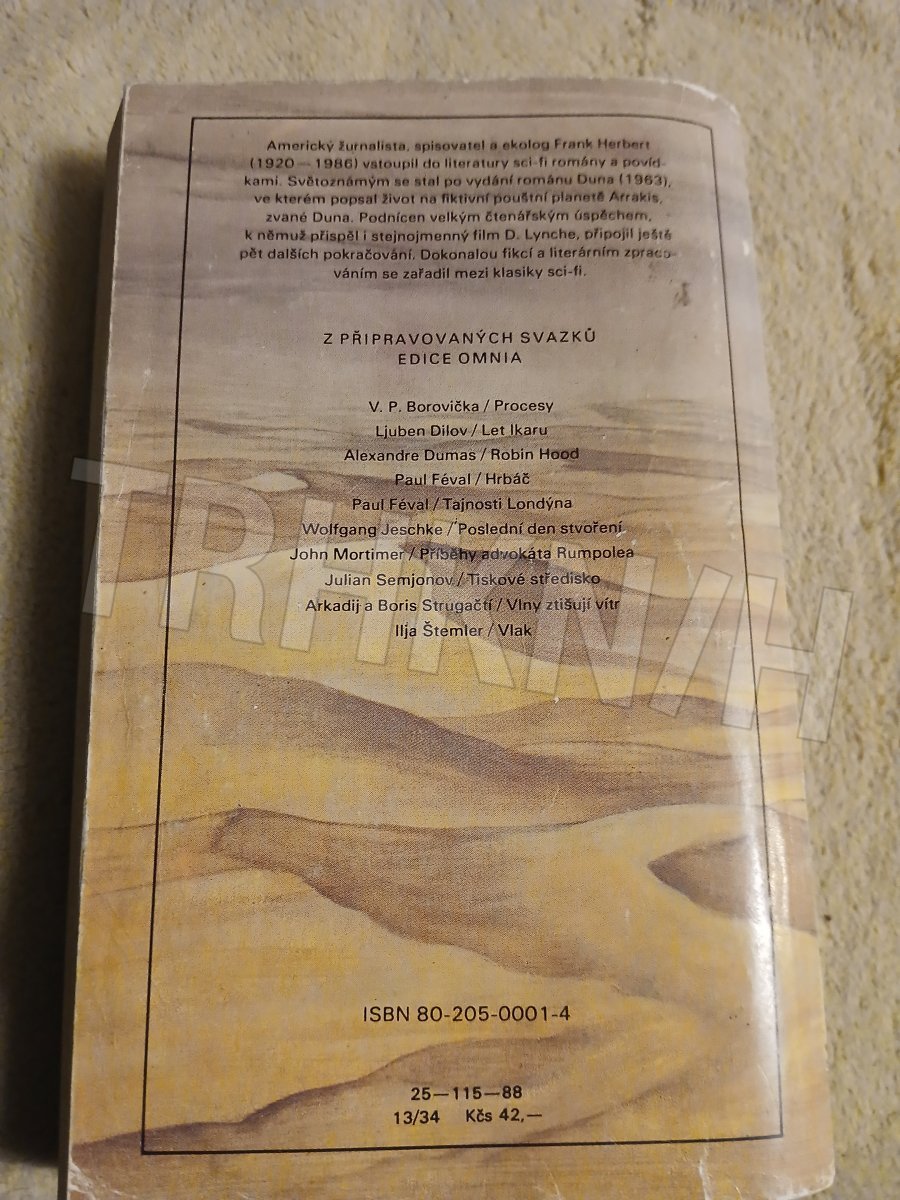 Americký žurnalista, spisovatel a ekolog Frank Herbert
(1920—1986) vstoupil do literatury sci-fi romány a povíd-
kami. Světoznámým se stal po vydání románu Duna (1963),
ve kterém popsal život na fiktivní pouštní planetě Arrakis,
zvané Duna. Podnícen velkým čtenářským úspěchem,
k němuž přispěl i stejnojmenný film D. Lynche, připojil ještě
pět dalších pokračování. Dokonalou fikcí a literárním zpraco-
váním se zařadil mezi klasiky sci-fi.
Z PŘIPRAVOVANÝCH SVAZKŮ
EDICE OMNIA
V. P. Borovička / Procesy
Ljuben Dilov / Let Ikaru
Alexandre Dumas / Robin Hood
Paul Féval / Hrbáč
Paul Féval / Tajnosti Londýna
Wolfgang Jeschke / Poslední den stvoření
John Mortimer / Příběhy advokáta Rumpolea
Julian Semjonov / Tiskové středisko
Arkadij a Boris Strugačtí / Vlny ztišují vítr
Ilja Štemler / Vlak
TRHKNIH
ISBN 80-205-0001-4
25—115—88
13/34 Kčs 42,—